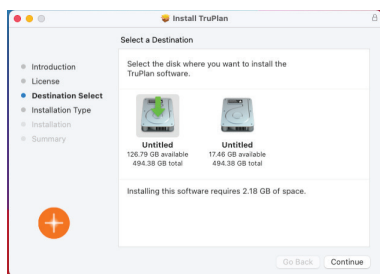 Install TruPlan
Select a Destination
Introduction
License
Destination Select
Installation Type
Installation
Summary
Select the disk where you want to install the
TruPlan software.
Untitled
126.79 GB available
494.38 GB total
Untitled
17.46 GB available
494.38 GB total
Installing this software requires 2.18 GB of space.
Go Back
Continue